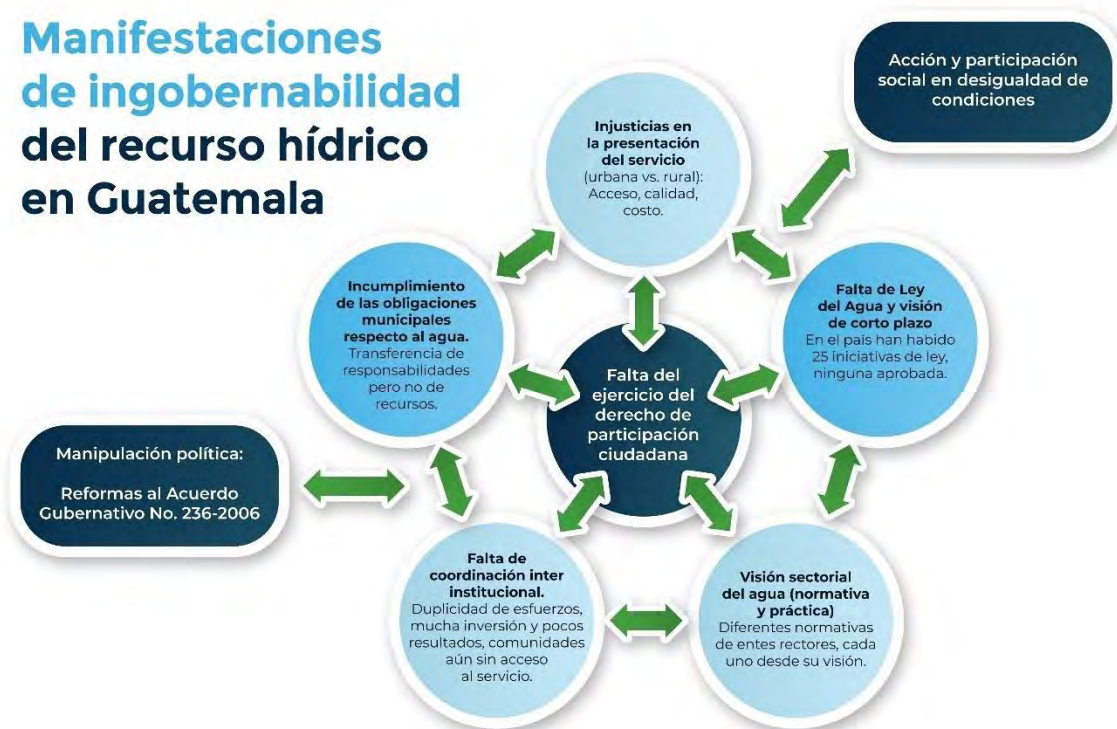 Manifestaciones
de ingobernabilidad
del recurso hídrico
en Guatemala
Acción y participación
social en desigualdad de
condiciones
Injusticias en
la presentación
del servicio
(urbana vs. rural):
Acceso, calidad,
costo.
Incumplimiento
de las obligaciones
municipales
respecto al agua.
Transferencia de
responsabilidades
pero no de
recursos.
Falta de Ley
del Agua y visión
de corto plazo
En el país han habido
25 iniciativas de ley,
ninguna aprobada.
Falta del
ejercicio del
derecho de
participación
ciudadana
Manipulación política:
Reformas al Acuerdo
Gubernativo No. 236-2006
Falta de
coordinación inter
institucional.
Duplicidad de esfuerzos,
mucha inversión y pocos
resultados, comunidades
aún sin acceso
al servicio.
Visión sectorial
del agua (normativa
y práctica)
Diferentes normativas
de entes rectores, cada
uno desde su visión.